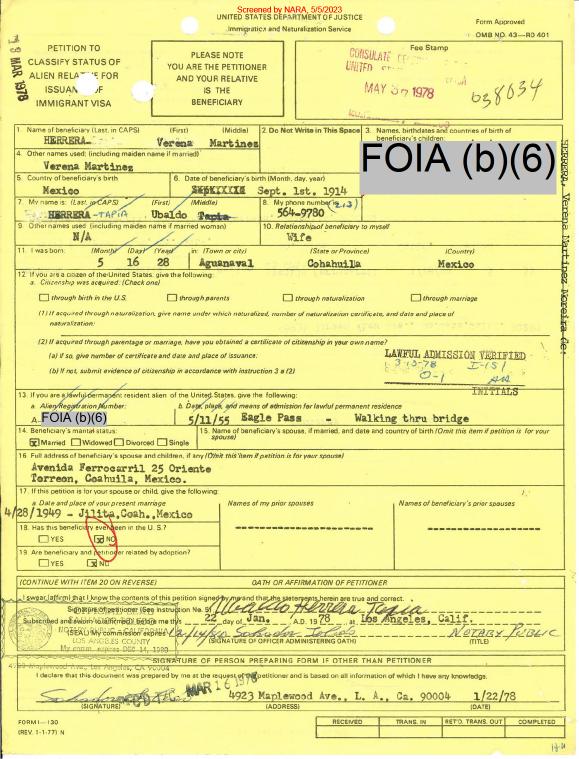 Screened by NARA, 5/5/2023
UNITED STATES DEPARTMENT OF JUSTICE
Immigration and Naturalization Service
Form Approved
OMB NO. 43—R0401
18 MAR 1978
PETITION TO
CLASSIFY STATUS OF
ALIEN RELATIVE FOR
ISSUANCE OF
IMMIGRANT VISA
PLEASE NOTE
YOU ARE THE PETITIONER
AND YOUR RELATIVE
IS THE
BENEFICIARY
Fee Stamp
CONSULATE
UNITED
MAY 1978
638034
1. Name of beneficiary (Last, in CAPS) (First) (Middle)
HERRERA Verena Martinez
2. Do Not Write in This Space
3. Names, birthdates and countries of birth of beneficiary's children:
FOIA (b)(6)
4. Other names used: (including maiden name if married)
Verena Martinez
5. Country of beneficiary's birth
Mexico
6. Date of beneficiary's birth (Month, day, year)
Sept. 1st. 1914
7. My name is: (Last, in CAPS) (First) (Middle)
HERRERA-TAPIA Ubaldo Tapia
8. My phone number (213)
564-9780
9. Other names used: (including maiden name if married woman)
N/A
10. Relationship of beneficiary to myself
Wife
11. I was born: (Month) (Day) (Year) in: (Town or city) (State or Province) (Country)
5 16 28 Aguanaval Cohahuila Mexico
12. If you are a citizen of the United States, give the following:
a. Citizenship was acquired: (Check one)
through birth in the U.S. through parents through naturalization through marriage
(1) If acquired through naturalization, give name under which naturalized, number of naturalization certificate, and date and place of
naturalization:
(2) If acquired through parentage or marriage, have you obtained a certificate of citizenship in your own name?
(a) If so, give number of certificate and date and place of issuance:
(b) If not, submit evidence of citizenship in accordance with instruction 3 a (2)
LAWFUL ADMISSION VERIFIED
I-151
INITIALS
13. If you are a lawful permanent resident alien of the United States, give the following:
a. Alien Registration Number:
A- FOIA (b)(6)
b. Date, place, and means of admission for lawful permanent residence
5/11/55 Eagle Pass - Walking thru bridge
14. Beneficiary's marital status:
x Married Widowed Divorced Single
15. Name of beneficiary's spouse, if married, and date and country of birth (Omit this item if petition is for your spouse)
16. Full address of beneficiary's spouse and children, if any (Omit this item if petition is for your spouse)
Avenida Ferrocarril 25 Oriente
Torreon, Coahuila, Mexico.
17. If this petition is for your spouse or child, give the following:
a. Date and place of your present marriage
4/28/1949 - Jilita,Coah.,Mexico
Names of my prior spouses
Names of beneficiary's prior spouses
18. Has this beneficiary ever been in the U.S.?
YES x NO
19. Are beneficiary and petitioner related by adoption?
YES x NO
(CONTINUE WITH ITEM 20 ON REVERSE) OATH OR AFFIRMATION OF PETITIONER
I swear (affirm) that I know the contents of this petition signed by me and that the statements herein are true and correct.
Signature of petitioner (See instruction No. 5) Ubaldo Herrera Tapia
Subscribed and sworn to (affirmed) before me this 22 day of Jan. A.D. 19 78 at Los Angeles, Calif.
(SEAL) My commission expires 12/14/80 NOTARY PUBLIC
(SIGNATURE OF OFFICER ADMINISTERING OATH) (TITLE)
NOTARY PUBLIC - CALIFORNIA
LOS ANGELES COUNTY
My comm. expires DEC 14, 1980
4923 Maplewood Ave., Los Angeles, CA 90004
SIGNATURE OF PERSON PREPARING FORM IF OTHER THAN PETITIONER
I declare that this document was prepared by me at the request of the petitioner and is based on all information of which I have any knowledge.
REC'D MAR 16 1978
4923 Maplewood Ave., L. A., Ca. 90004 1/22/78
(SIGNATURE) (ADDRESS) (DATE)
FORM I—130
(REV. 1-1-77) N
RECEIVED TRANS. IN RET'D. TRANS. OUT COMPLETED
HERRERA, Verena Martinez Moreira de: